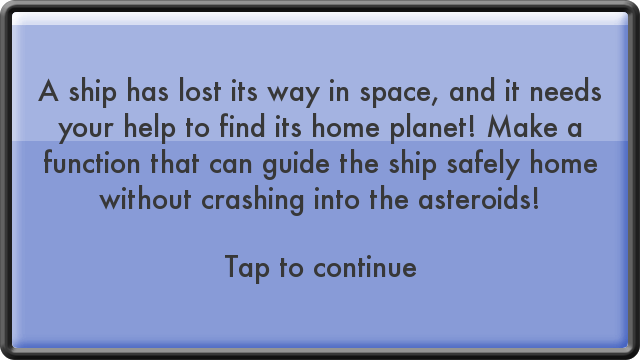 A ship has lost its way in space, and it needs
your help to find its home planet! Make a
function that can guide the ship safely home
without crashing into the asteroids!
Tap to continue